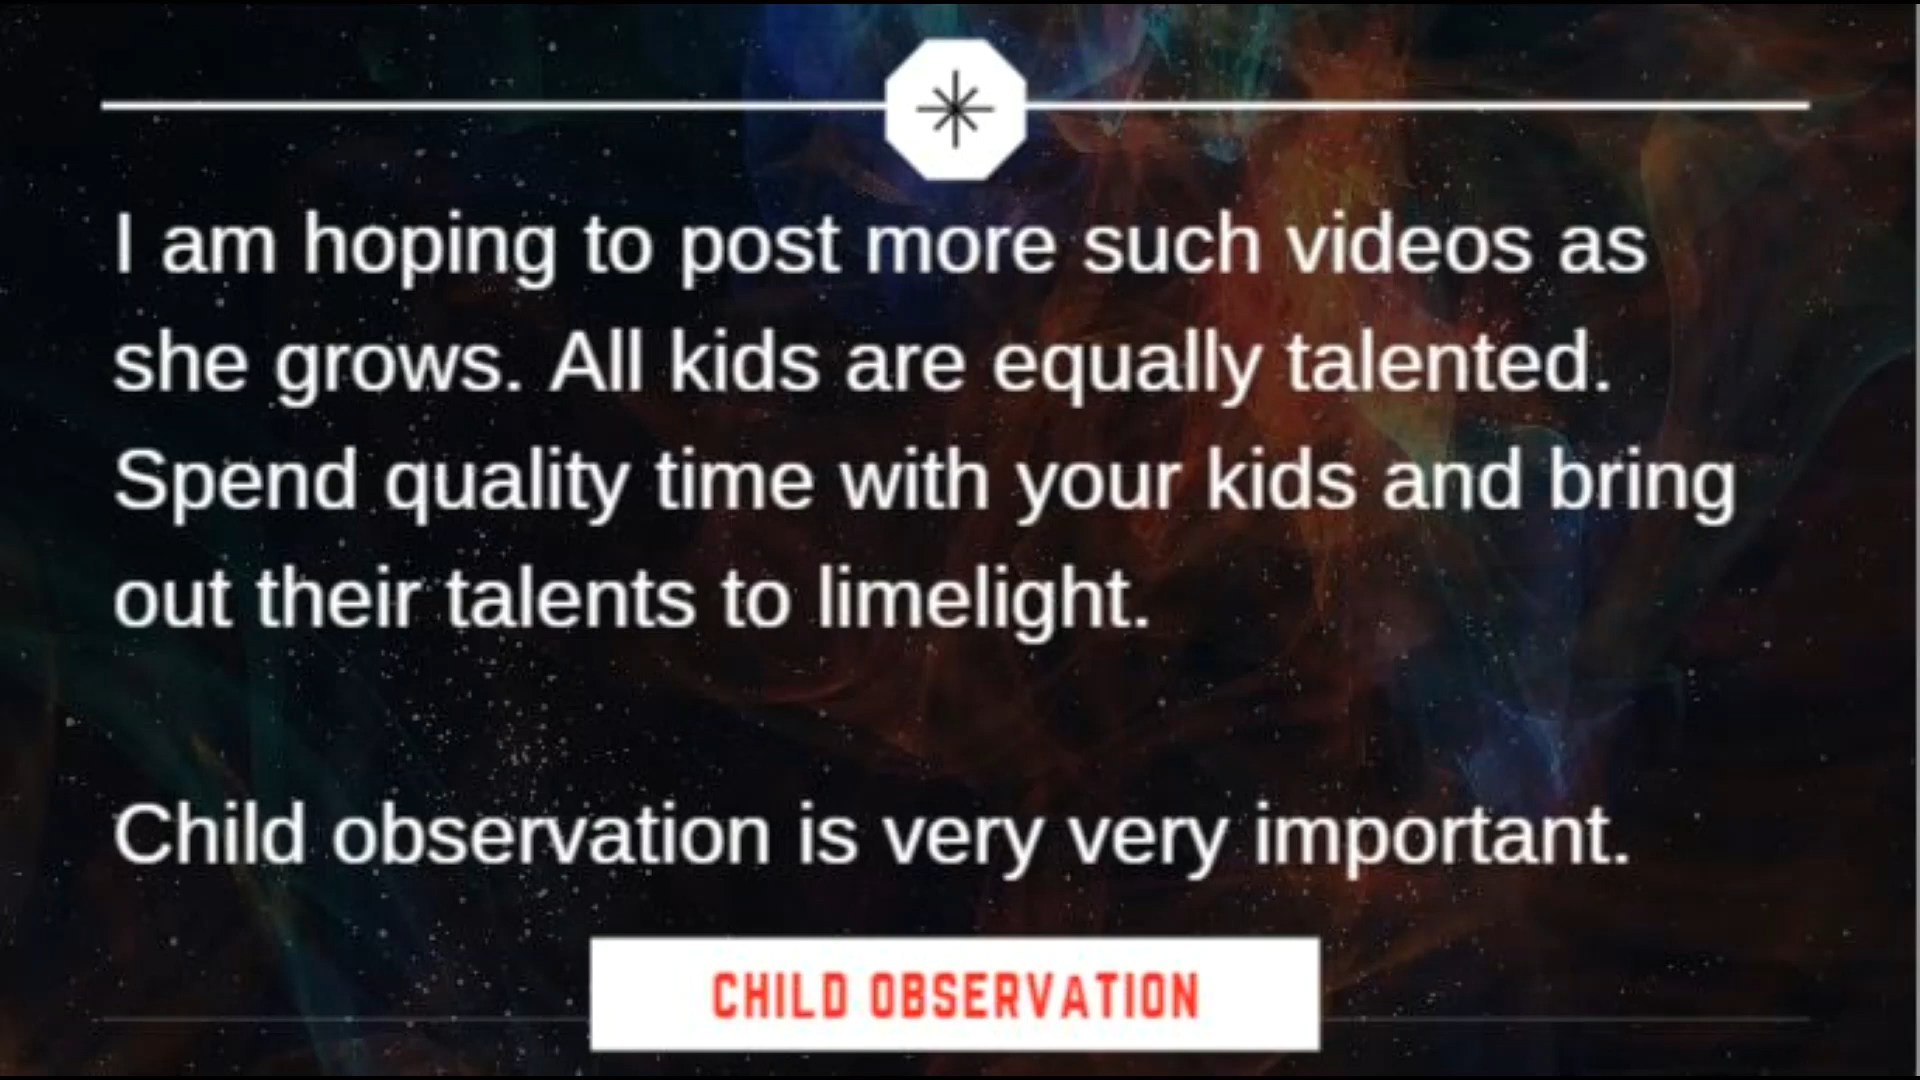 I am hoping to post more such videos as
she grows. All kids are equally talented.
Spend quality time with your kids and bring
out their talents to limelight.
Child observation is very very important.
CHILD OBSERVATION